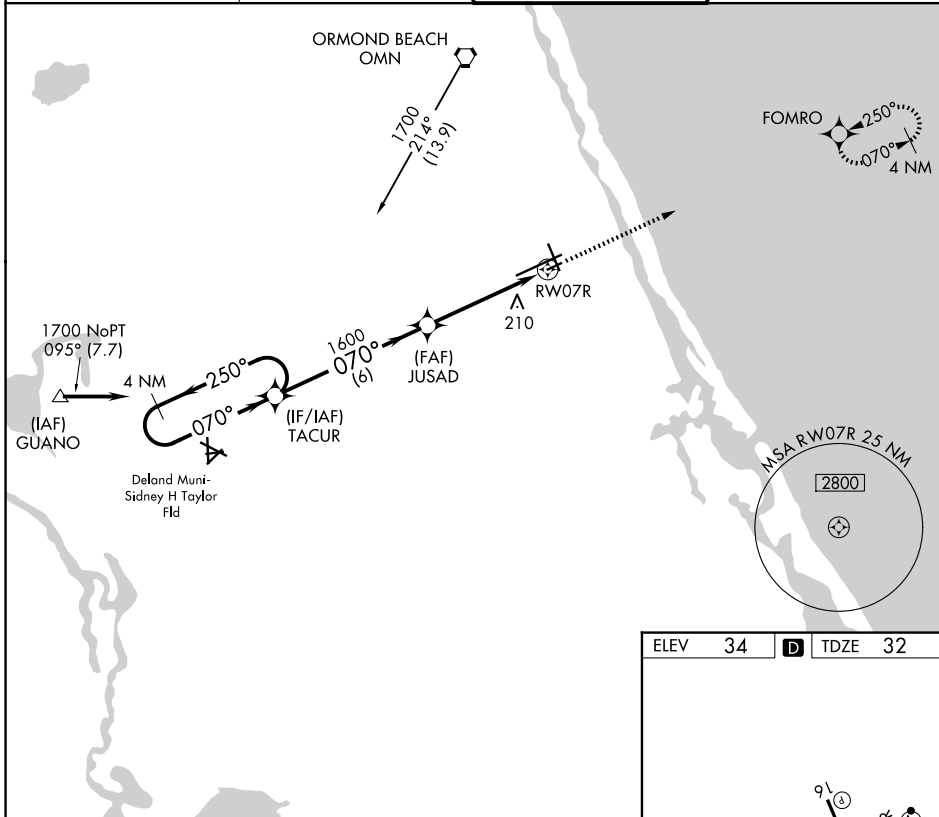 ORMOND BEACH
OMN
1700
214°
(13.9)
FOMRO
250°
070°
4 NM
RW07R
210
1700 NoPT
095° (7.7)
4 NM
250°
070°
1600
070°
(6)
(FAF)
JUSAD
(IAF)
GUANO
(IF/IAF)
TACUR
Deland Muni-
Sidney H Taylor
Fld
MSA RW07R 25 NM
2800
ELEV 34 D TDZE 32
16
P